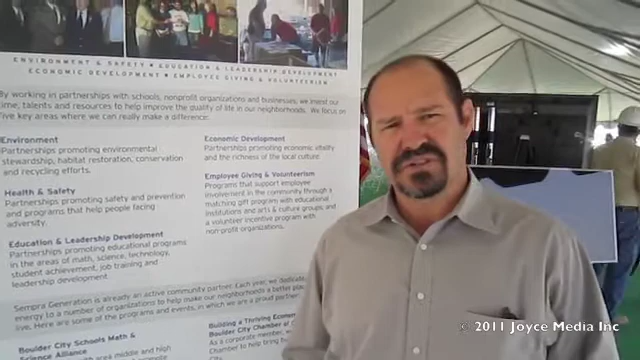 ENVIRONMENT & SAFETY • EDUCATION & LEADERSHIP DEVELOPMENT
ECONOMIC DEVELOPMENT • EMPLOYEE GIVING & VOLUNTEERISM
By working in partnerships with schools, nonprofit organizations and businesses, we invest our
time, talents and resources to help improve the quality of life in our neighborhoods. We focus on
five key areas where we can really make a difference.
Environment
Partnerships promoting environmental
stewardship, habitat restoration, conservation
and recycling efforts.
Health & Safety
Partnerships promoting safety and prevention
and programs that help people facing
adversity.
Education & Leadership Development
Partnerships promoting educational programs
in the areas of math, science, technology,
student achievement, job training and
leadership development.
Economic Development
Partnerships promoting economic vitality
and the richness of the local culture.
Employee Giving & Volunteerism
Programs that support employee
involvement in the community through a
matching gift program with educational
institutions and arts & culture groups; and
a volunteer incentive program with
non-profit organizations.
Sempra Generation is already an active community partner. Each year, we dedicate
energy to a number of organizations to help make our neighborhoods a better place
live. Here are some of the programs and events, in which we are a proud partner
Boulder City Schools Math &
Science Alliance
area middle and high
Building a Thriving Econom
Boulder City Chamber of C
As a corporate member, w
Chamber to help bring
© 2011 Joyce Media Inc